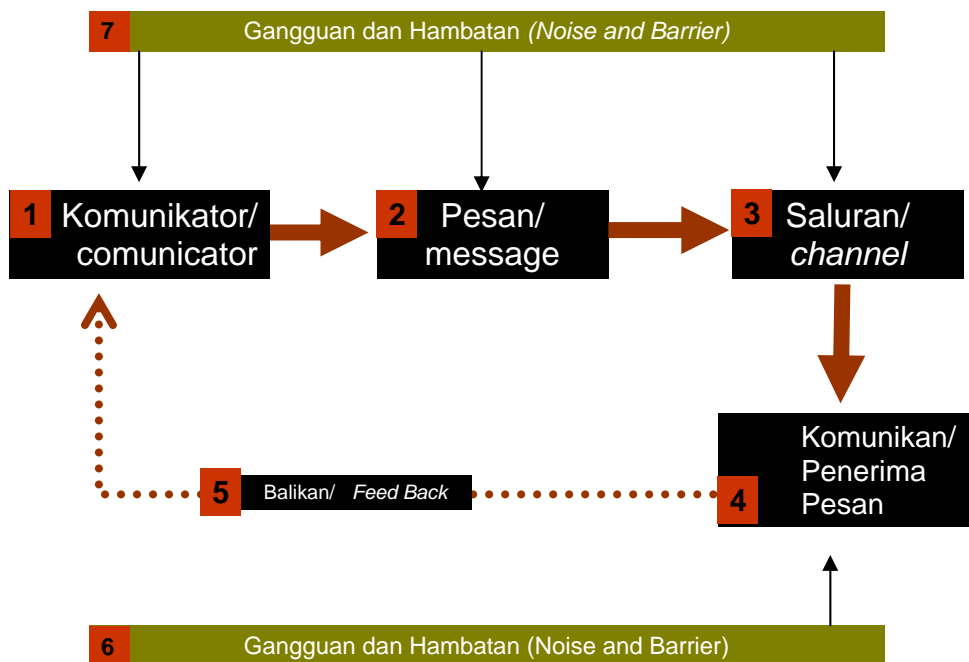 7 Gangguan dan Hambatan (Noise and Barrier)
1 Komunikator/
comunicator
2 Pesan/
message
3 Saluran/
channel
Komunikan/
Penerima
4 Pesan
5 Balikan/ Feed Back
6 Gangguan dan Hambatan (Noise and Barrier)